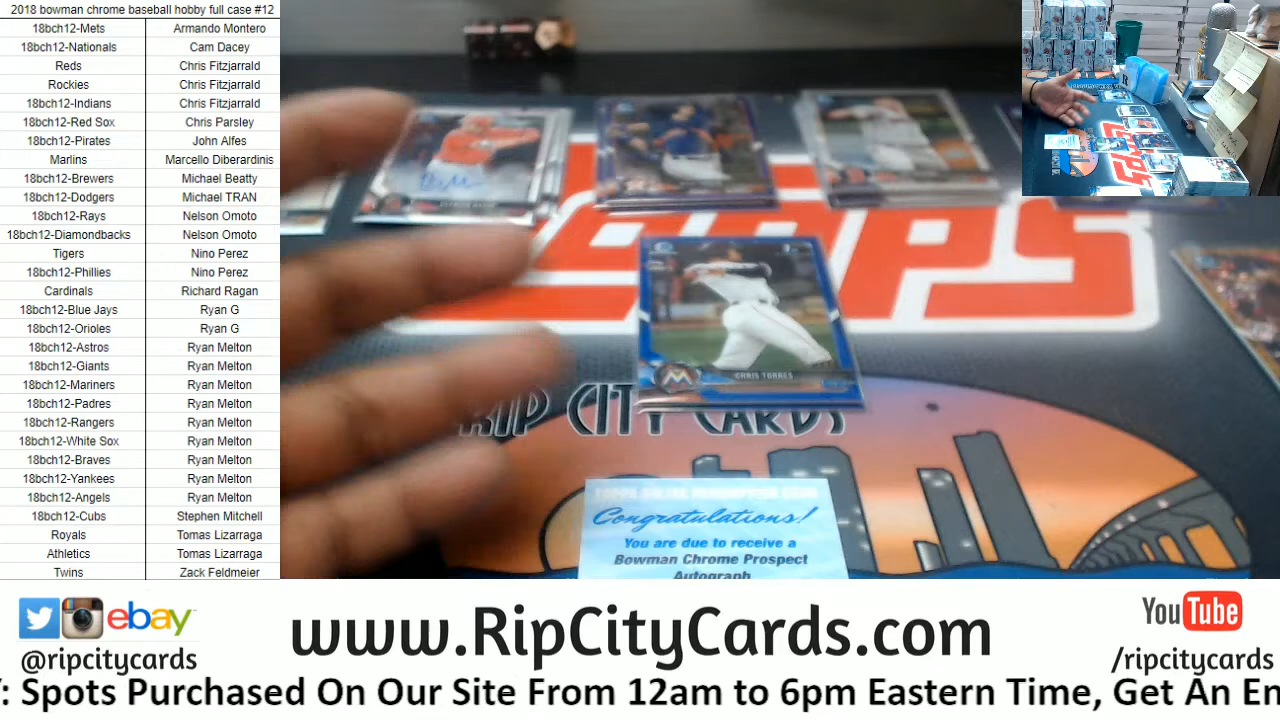 2018 bowman chrome baseball hobby full case #12
18bch12-Mets Armando Montero
18bch12-Nationals Cam Dacey
Reds Chris Fitzjarrald
Rockies Chris Fitzjarrald
18bch12-Indians Chris Fitzjarrald
18bch12-Red Sox Chris Parsley
18bch12-Pirates John Alfes
Marlins Marcello Diberardinis
18bch12-Brewers Michael Beatty
18bch12-Dodgers Michael TRAN
18bch12-Rays Nelson Omoto
18bch12-Diamondbacks Nelson Omoto
Tigers Nino Perez
18bch12-Phillies Nino Perez
Cardinals Richard Ragan
18bch12-Blue Jays Ryan G
18bch12-Orioles Ryan G
18bch12-Astros Ryan Melton
18bch12-Giants Ryan Melton
18bch12-Mariners Ryan Melton
18bch12-Padres Ryan Melton
18bch12-Rangers Ryan Melton
18bch12-White Sox Ryan Melton
18bch12-Braves Ryan Melton
18bch12-Yankees Ryan Melton
18bch12-Angels Ryan Melton
18bch12-Cubs Stephen Mitchell
Royals Tomas Lizarraga
Athletics Tomas Lizarraga
Twins Zack Feldmeier
TOPPS
CHRIS TORRES
RIP CITY CARDS
Congratulations!
You are due to receive a
Bowman Chrome Prospect
Autograph
ebay
@ripcitycards
www.RipCityCards.com
YouTube
/ripcitycards
: Spots Purchased On Our Site From 12am to 6pm Eastern Time, Get An En